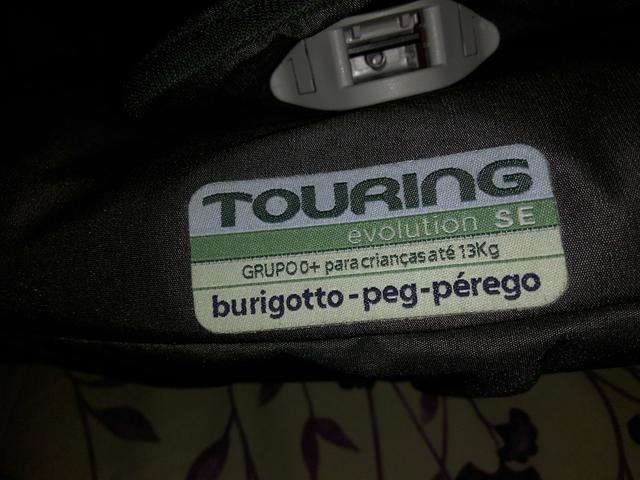 TOURING
evolution SE
GRUPO 0+ para crianças até 13Kg
burigotto-peg-pérego